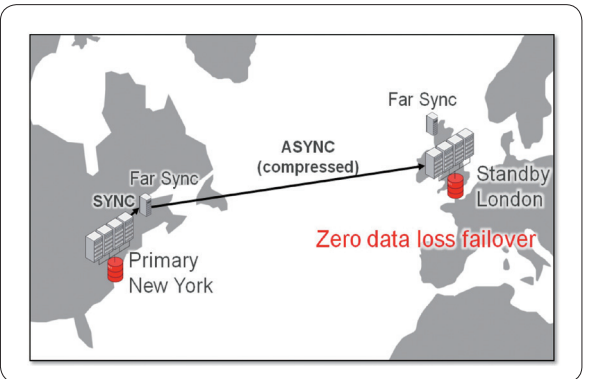 Far Sync
ASYNC
(compressed)
Standby
London
Far Sync
SYNC
Zero data loss failover
Primary
New York